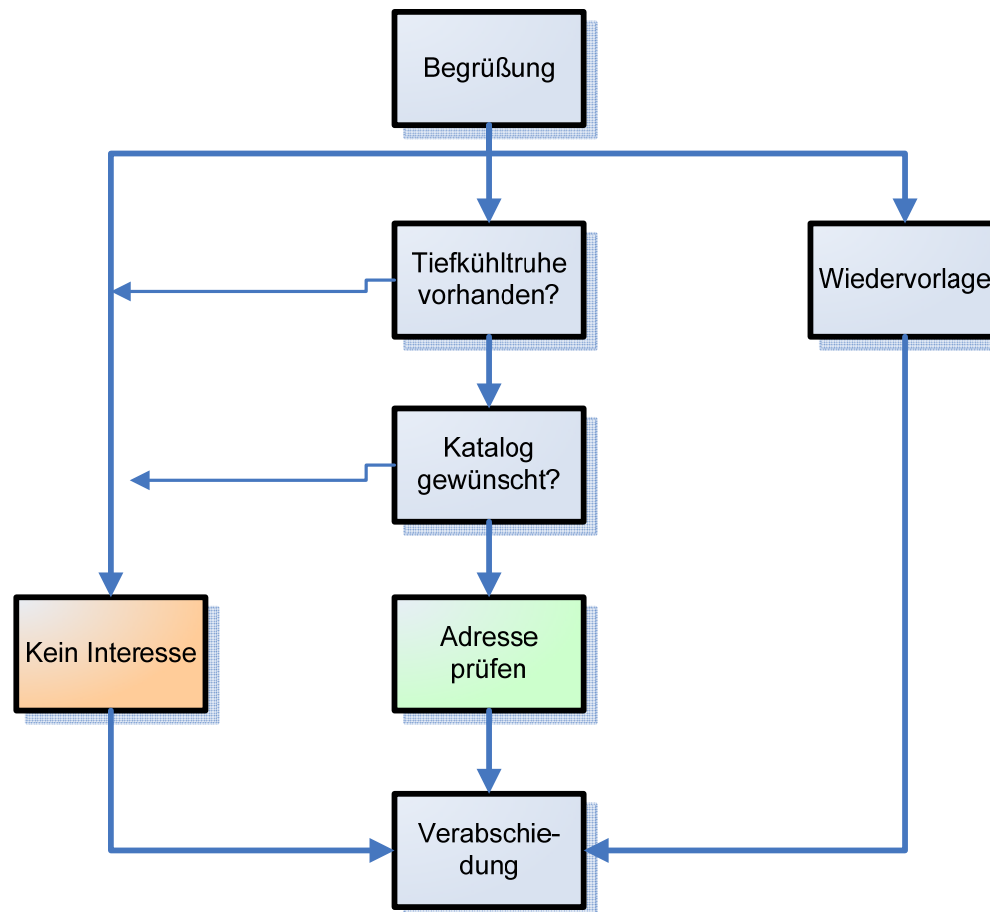 Begrüßung
Tiefkühltruhe
vorhanden?
Wiedervorlage
Katalog
gewünscht?
Kein Interesse
Adresse
prüfen
Verabschie-
dung